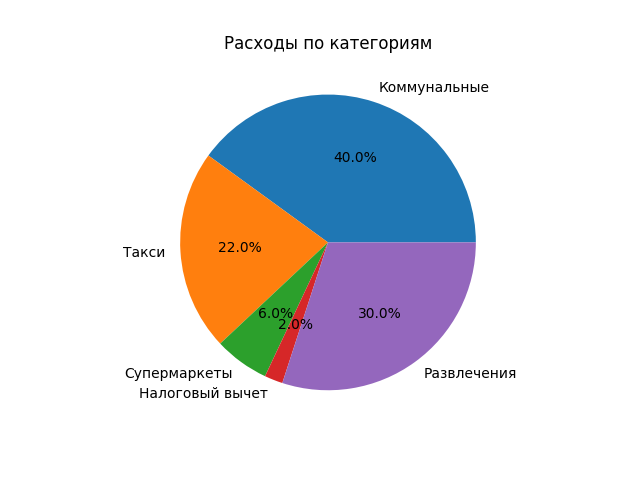 Расходы по категориям
Коммунальные
40.0%
Такси
22.0%
6.0%
2.0%
30.0%
Супермаркеты
Развлечения
Налоговый вычет